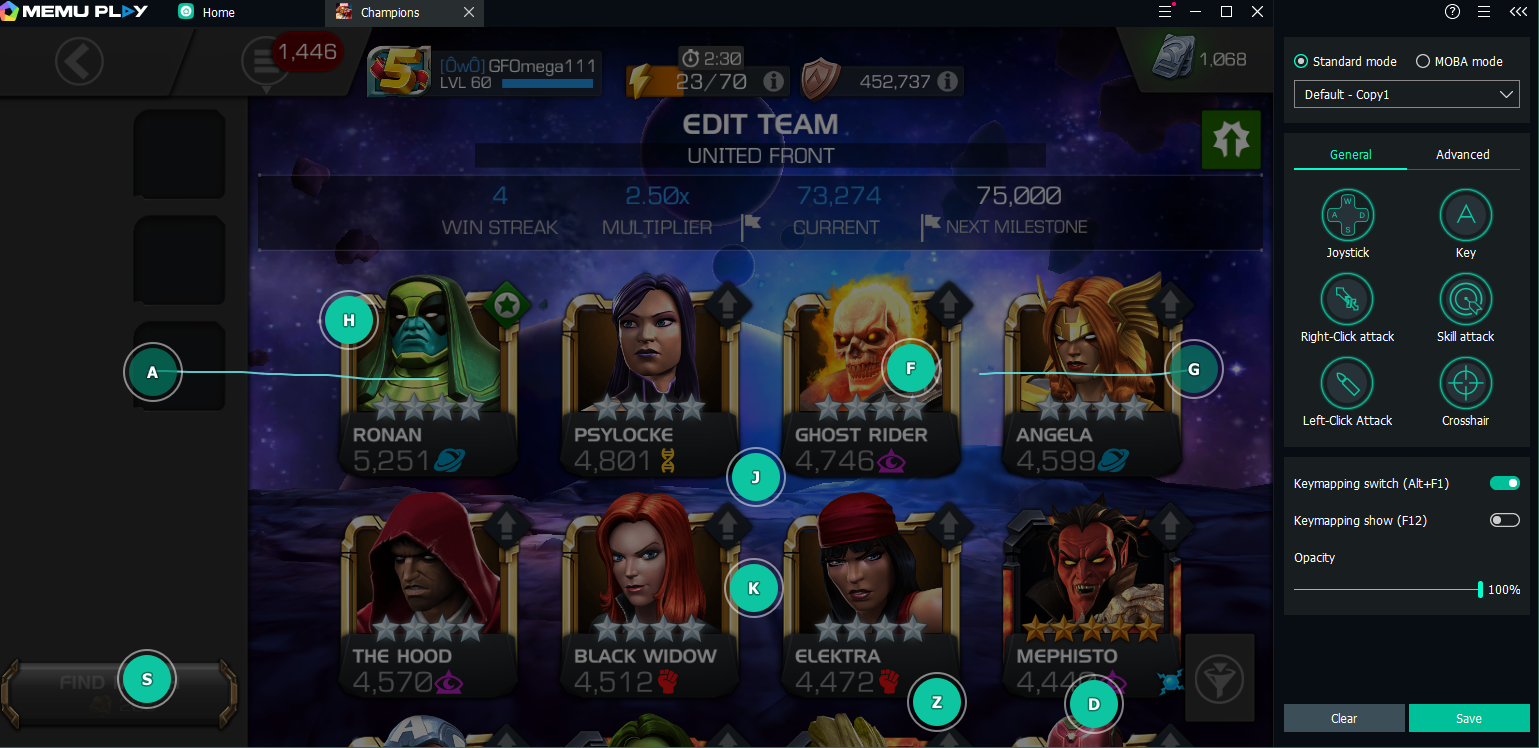 MEMU PLAY
Home
Champions
1,446
5
[ÔwÔ]GFOmega111
LVL 60
2:30
23/70
452,737
1,068
EDIT TEAM
UNITED FRONT
4
WIN STREAK
2.50x
MULTIPLIER
73,274
CURRENT
75,000
NEXT MILESTONE
H
A
F
G
J
K
S
Z
D
RONAN
5,251
PSYLOCKE
4,801
GHOST RIDER
4,746
ANGELA
4,599
THE HOOD
4,570
BLACK WIDOW
4,512
ELEKTRA
4,472
MEPHISTO
FIND
Standard mode
MOBA mode
Default - Copy1
General
Advanced
W
A
D
S
Joystick
A
Key
Right-Click attack
Skill attack
Left-Click Attack
Crosshair
Keymapping switch (Alt+F1)
Keymapping show (F12)
Opacity
100%
Clear
Save